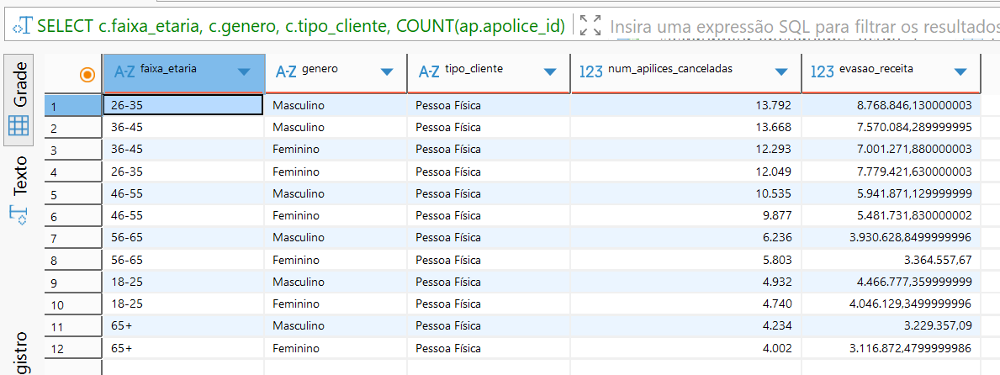 SELECT c.faixa_etaria, c.genero, c.tipo_cliente, COUNT(ap.apolice_id) Insira uma expressão SQL para filtrar os resultados
Grade
Texto
gistro
A-Z faixa_etaria A-Z genero A-Z tipo_cliente 123 num_apilices_canceladas 123 evasao_receita
1 26-35 Masculino Pessoa Física 13.792 8.768.846,130000003
2 36-45 Masculino Pessoa Física 13.668 7.570.084,289999995
3 36-45 Feminino Pessoa Física 12.293 7.001.271,880000003
4 26-35 Feminino Pessoa Física 12.049 7.779.421,630000003
5 46-55 Masculino Pessoa Física 10.535 5.941.871,129999999
6 46-55 Feminino Pessoa Física 9.877 5.481.731,830000002
7 56-65 Masculino Pessoa Física 6.236 3.930.628,8499999996
8 56-65 Feminino Pessoa Física 5.803 3.364.557,67
9 18-25 Masculino Pessoa Física 4.932 4.466.777,359999999
10 18-25 Feminino Pessoa Física 4.740 4.046.129,3499999996
11 65+ Masculino Pessoa Física 4.234 3.229.357,09
12 65+ Feminino Pessoa Física 4.002 3.116.872,4799999986